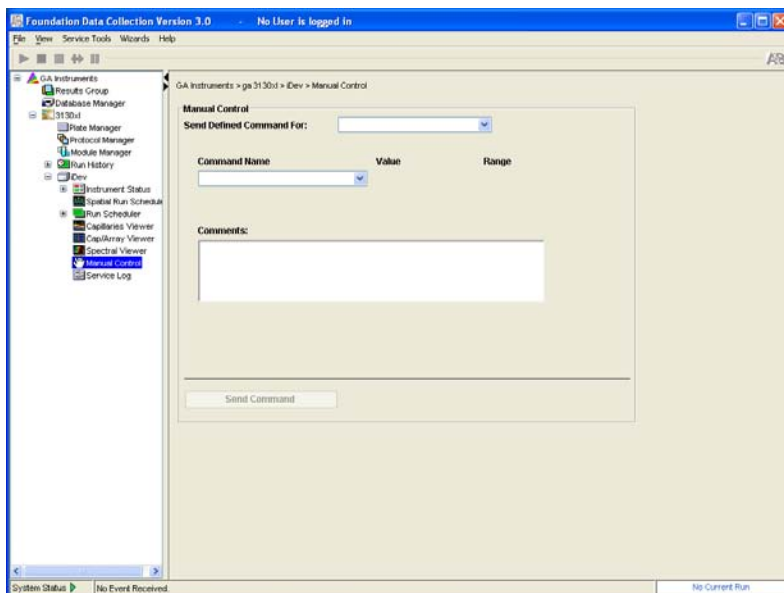 Foundation Data Collection Version 3.0 - No User is logged in
File View Service Tools Wizards Help
GA Instruments
Results Group
Database Manager
3130xl
Plate Manager
Protocol Manager
Module Manager
Run History
iDev
Instrument Status
Spatial Run Schedule
Run Scheduler
Capillaries Viewer
Cap/Array Viewer
Spectral Viewer
Manual Control
Service Log
GA Instruments > ga 3130xl > iDev > Manual Control
Manual Control
Send Defined Command For:
Command Name Value Range
Comments:
Send Command
System Status No Event Received. No Current Run